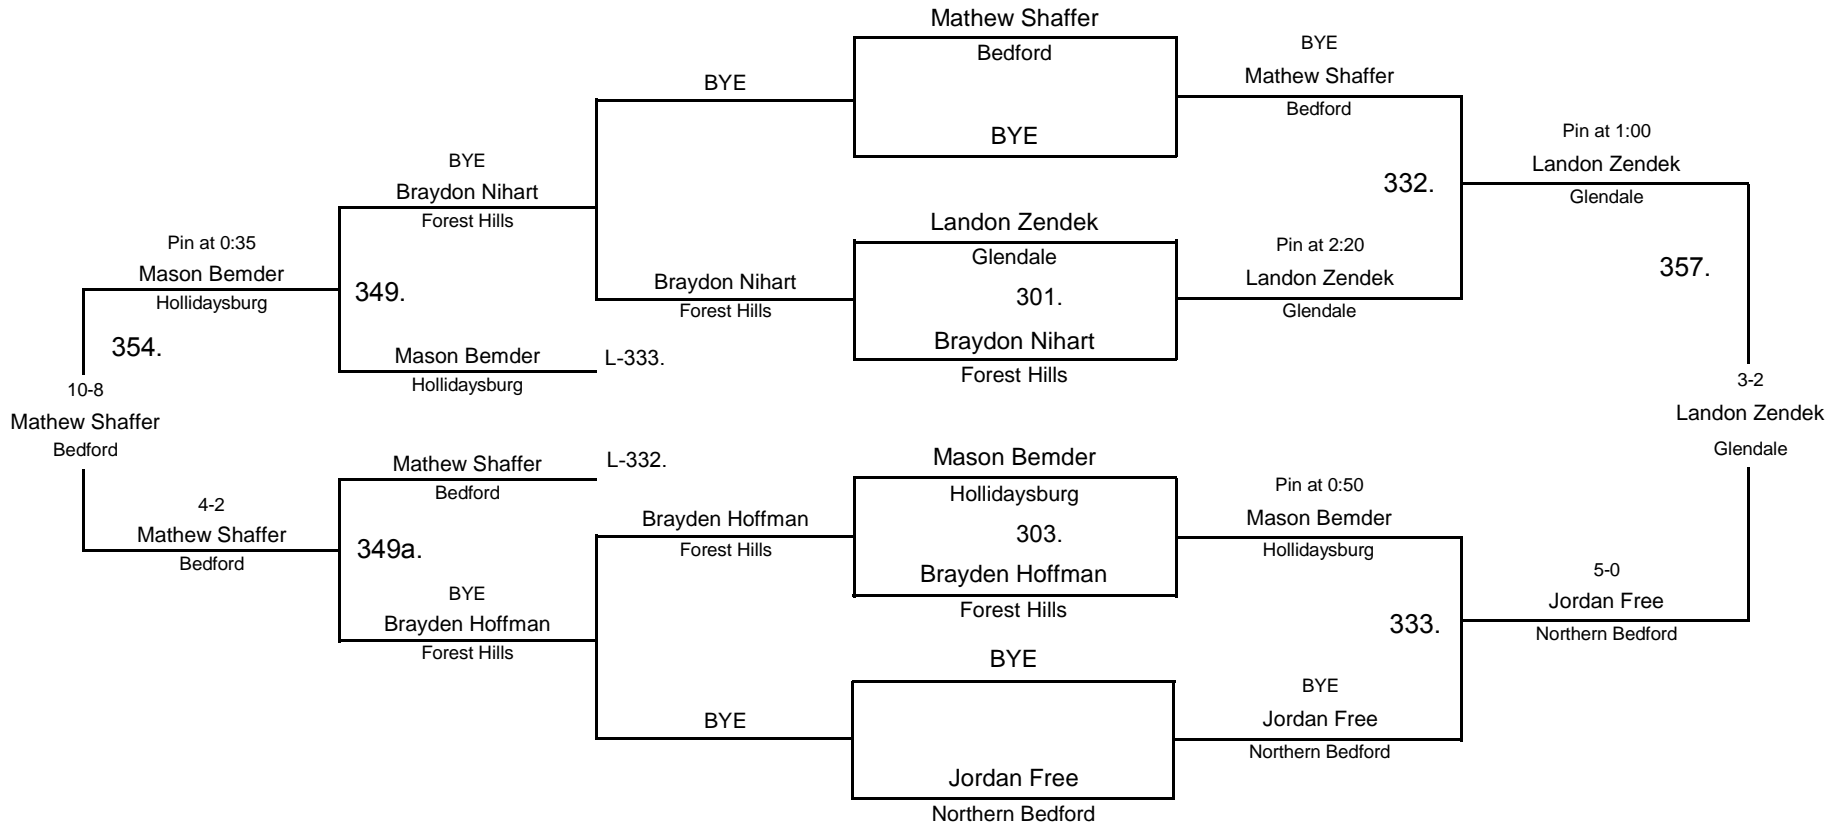 Mathew Shaffer
Bedford
BYE
BYE
Mathew Shaffer
Bedford
BYE
Pin at 1:00
Landon Zendek
Glendale
BYE
Braydon Nihart
Forest Hills
332.
Landon Zendek
Glendale
301.
Braydon Nihart
Forest Hills
Pin at 2:20
Landon Zendek
Glendale
357.
Pin at 0:35
Mason Bemder
Hollidaysburg
349.
Braydon Nihart
Forest Hills
354.
Mason Bemder
Hollidaysburg
L-333.
10-8
Mathew Shaffer
Bedford
3-2
Landon Zendek
Glendale
Mathew Shaffer
Bedford
L-332.
Mason Bemder
Hollidaysburg
303.
Brayden Hoffman
Forest Hills
Pin at 0:50
Mason Bemder
Hollidaysburg
4-2
Mathew Shaffer
Bedford
349a.
Brayden Hoffman
Forest Hills
BYE
Brayden Hoffman
Forest Hills
333.
5-0
Jordan Free
Northern Bedford
BYE
BYE
Jordan Free
Northern Bedford
BYE
Jordan Free
Northern Bedford